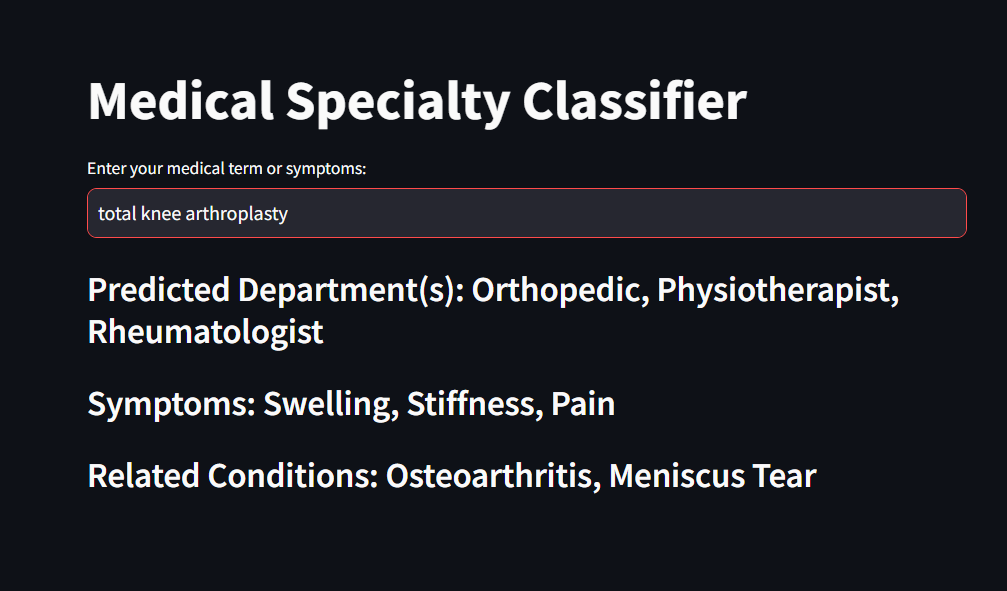 Medical Specialty Classifier
Enter your medical term or symptoms:
total knee arthroplasty
Predicted Department(s): Orthopedic, Physiotherapist,
Rheumatologist
Symptoms: Swelling, Stiffness, Pain
Related Conditions: Osteoarthritis, Meniscus Tear